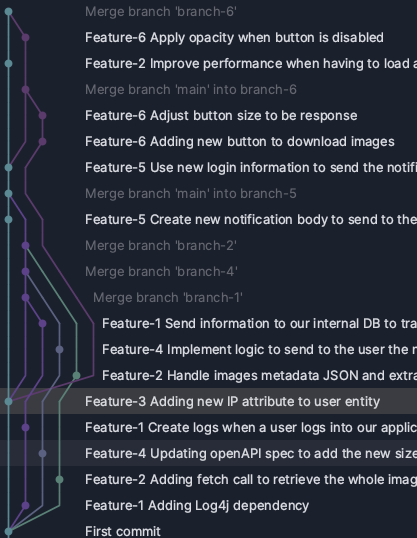 Merge branch 'branch-6'
Feature-6 Apply opacity when button is disabled
Feature-2 Improve performance when having to load a
Merge branch 'main' into branch-6
Feature-6 Adjust button size to be response
Feature-6 Adding new button to download images
Feature-5 Use new login information to send the notifi
Merge branch 'main' into branch-5
Feature-5 Create new notification body to send to the
Merge branch 'branch-2'
Merge branch 'branch-4'
Merge branch 'branch-1'
Feature-1 Send information to our internal DB to tra
Feature-4 Implement logic to send to the user the n
Feature-2 Handle images metadata JSON and extra
Feature-3 Adding new IP attribute to user entity
Feature-1 Create logs when a user logs into our applic
Feature-4 Updating openAPI spec to add the new size
Feature-2 Adding fetch call to retrieve the whole imag
Feature-1 Adding Log4j dependency
First commit